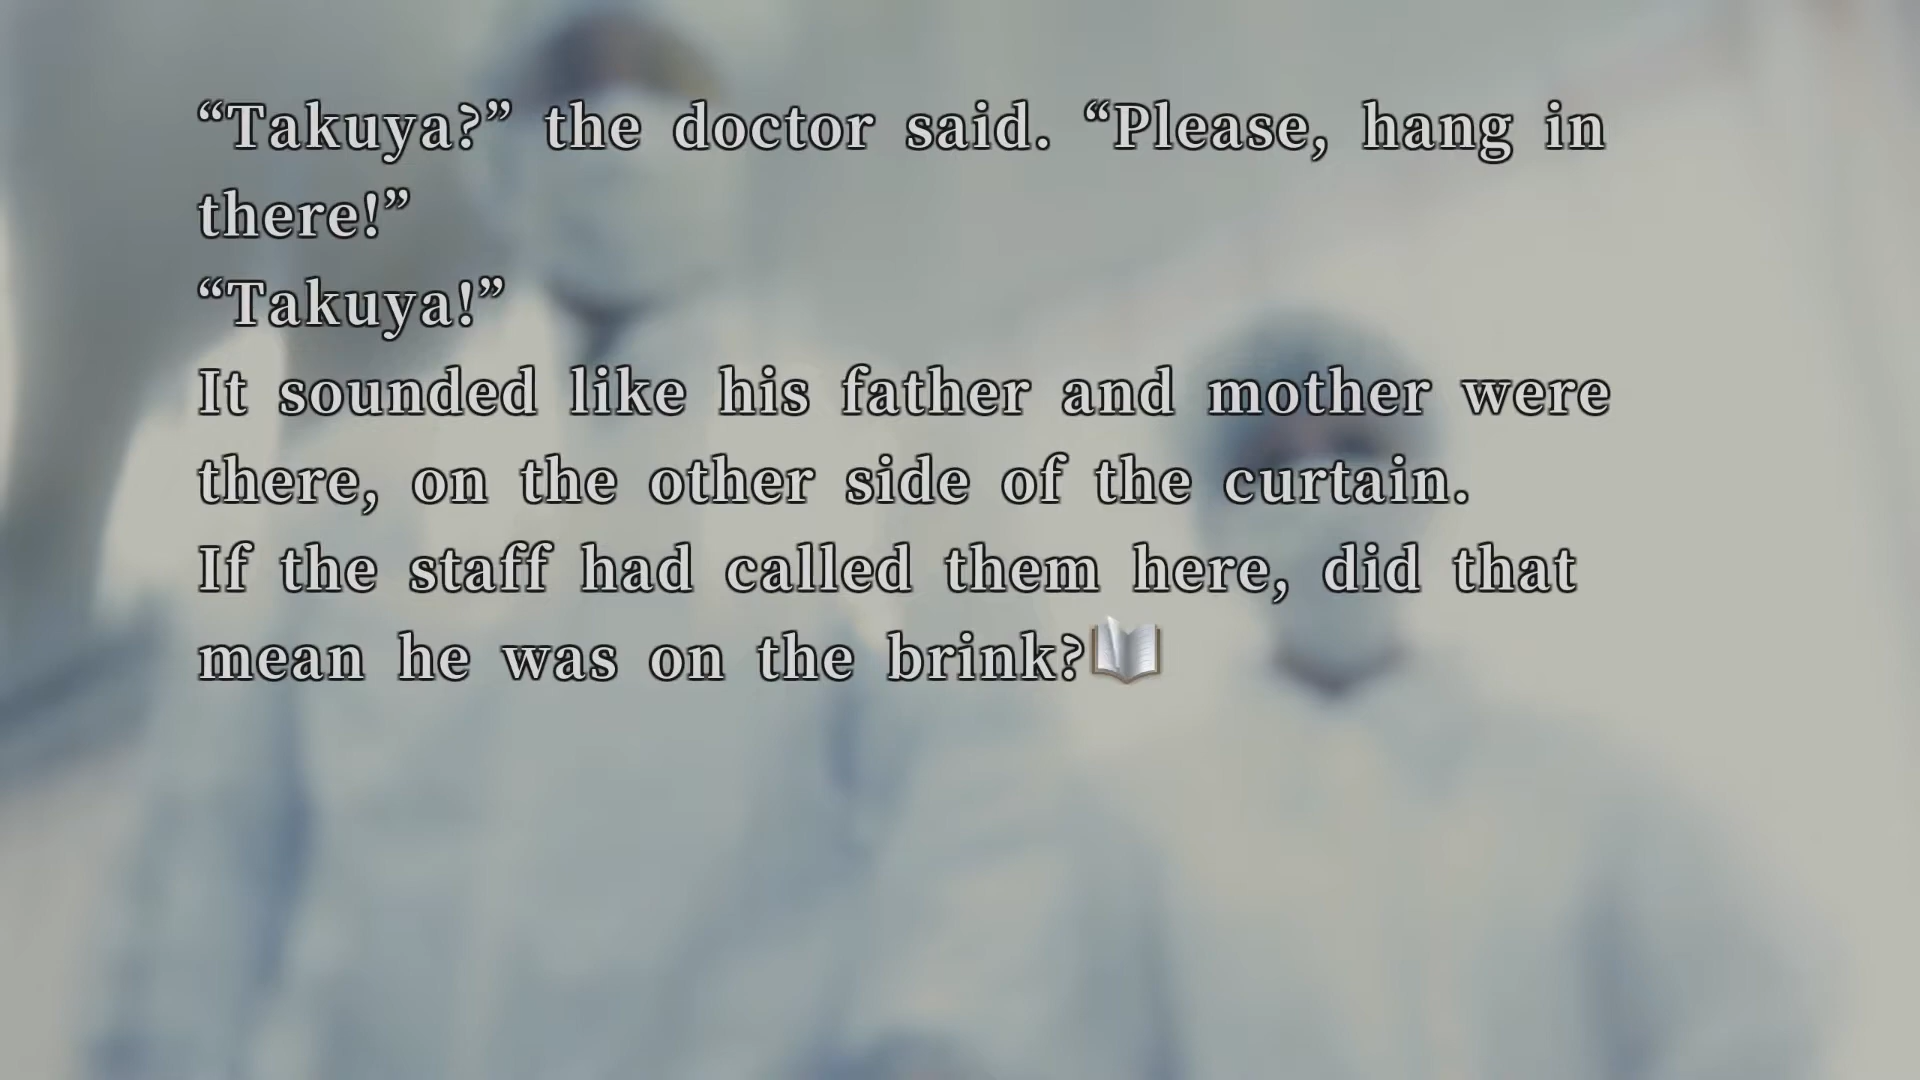 “Takuya?” the doctor said. “Please, hang in
there!”
“Takuya!”
It sounded like his father and mother were
there, on the other side of the curtain.
If the staff had called them here, did that
mean he was on the brink?